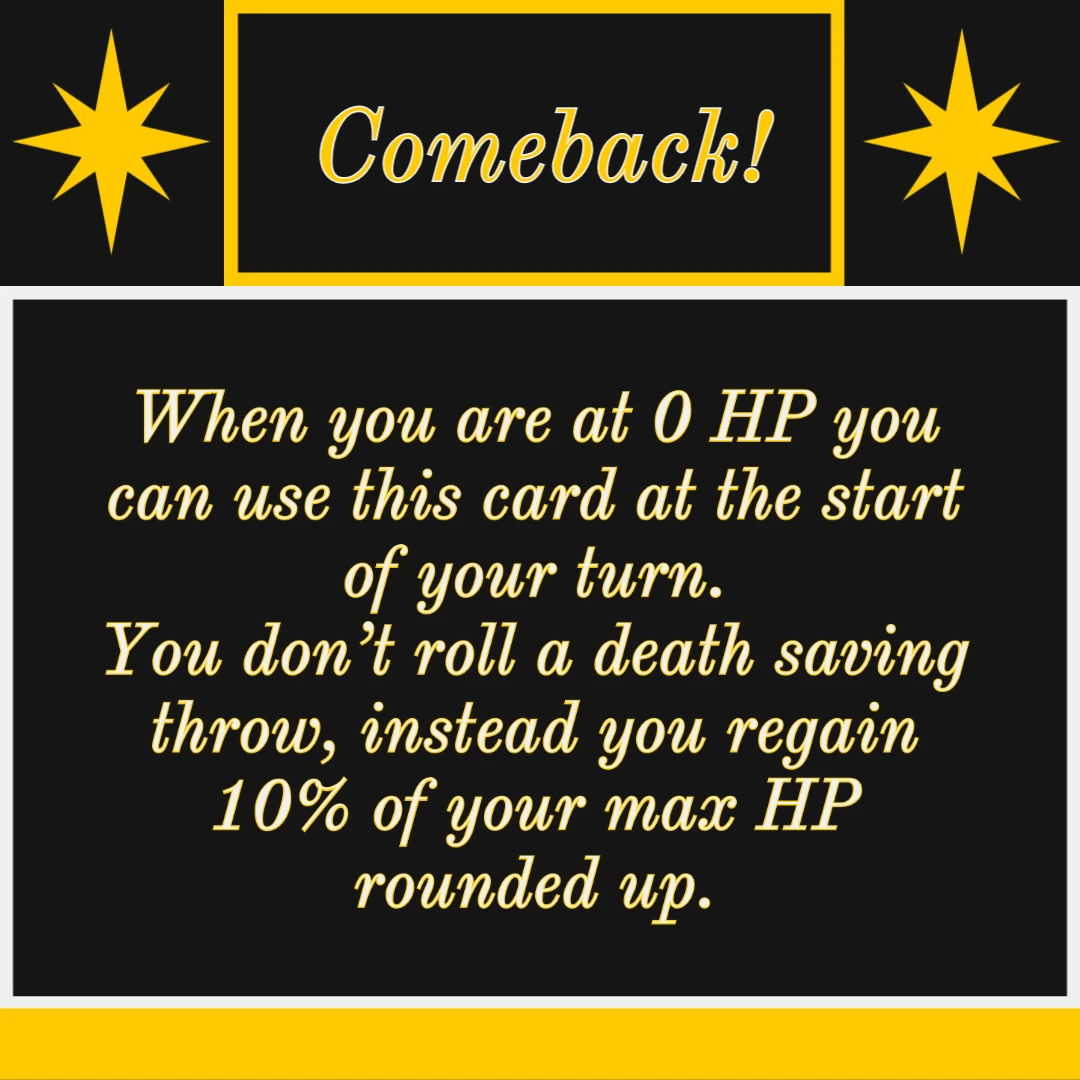 Comeback!
When you are at 0 HP you
can use this card at the start
of your turn.
You don’t roll a death saving
throw, instead you regain
10% of your max HP
rounded up.